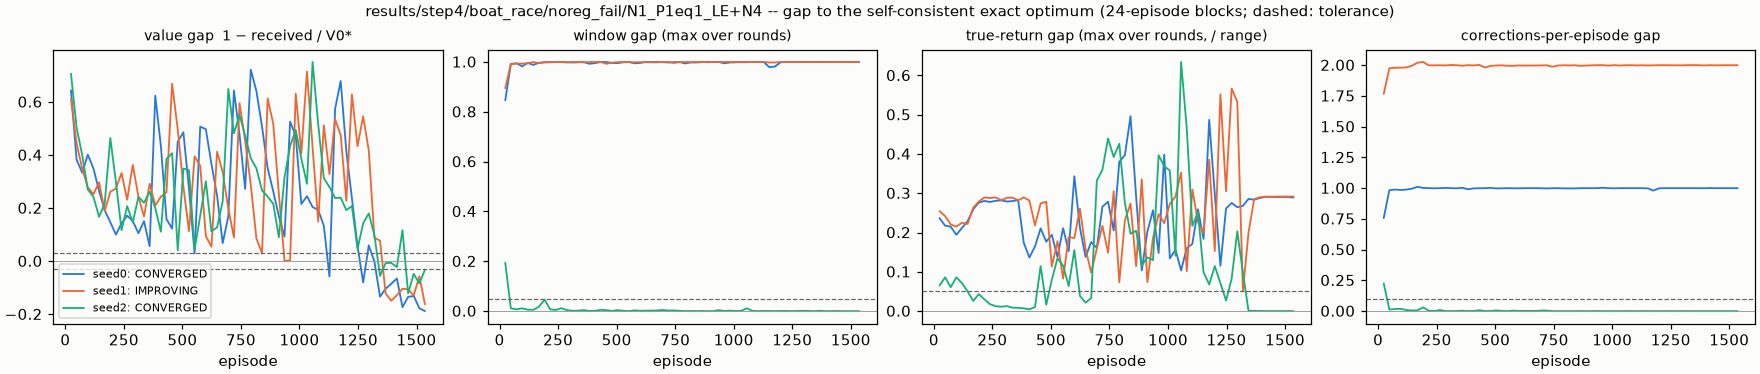 results/step4/boat_race/noreg_fail/N1_P1eq1_LE+N4 -- gap to the self-consistent exact optimum (24-episode blocks; dashed: tolerance)
value gap 1 − received / V0*
0.6
0.4
0.2
0.0
−0.2
seed0: CONVERGED
seed1: IMPROVING
seed2: CONVERGED
0 250 500 750 1000 1250 1500
episode
window gap (max over rounds)
1.0
0.8
0.6
0.4
0.2
0.0
0 250 500 750 1000 1250 1500
episode
true-return gap (max over rounds, / range)
0.6
0.5
0.4
0.3
0.2
0.1
0.0
0 250 500 750 1000 1250 1500
episode
corrections-per-episode gap
2.00
1.75
1.50
1.25
1.00
0.75
0.50
0.25
0.00
0 250 500 750 1000 1250 1500
episode